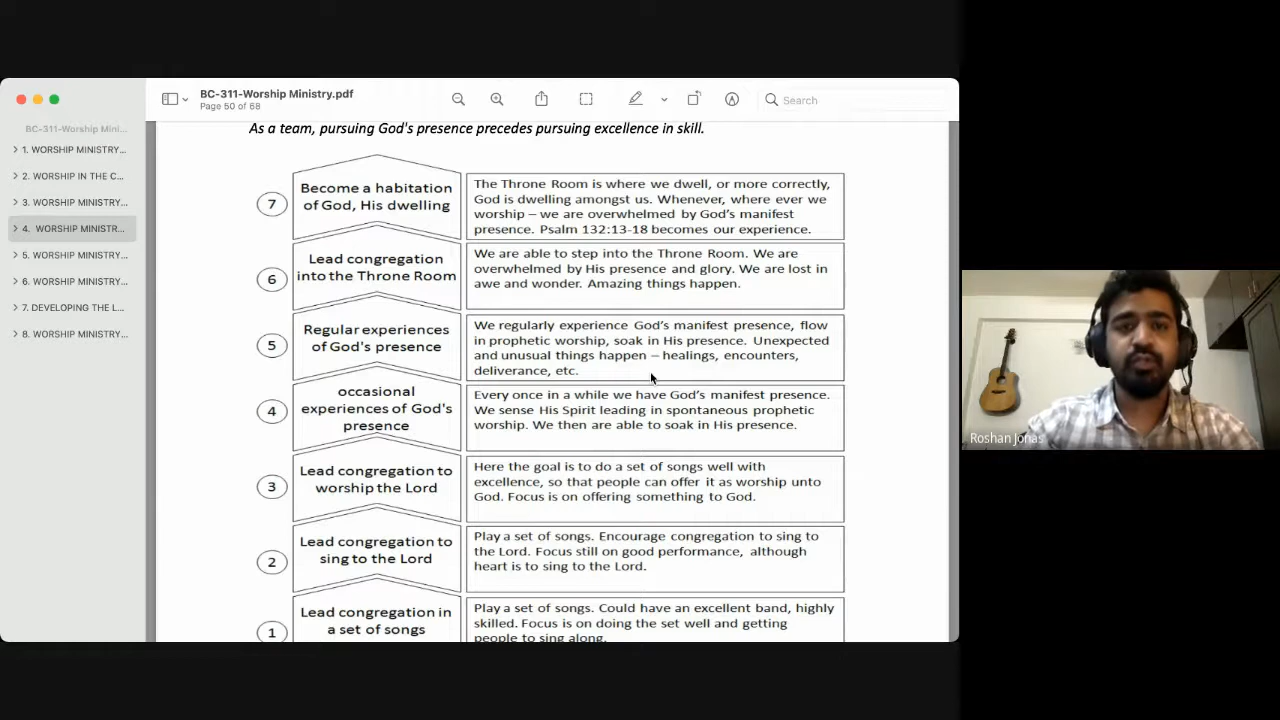 BC-311-Worship Ministry.pdf
Page 50 of 68
Search
BC-311-Worship Mini...
1. WORSHIP MINISTRY...
2. WORSHIP IN THE C...
3. WORSHIP MINISTRY...
4. WORSHIP MINISTR...
5. WORSHIP MINISTRY...
6. WORSHIP MINISTRY...
7. DEVELOPING THE L...
8. WORSHIP MINISTRY...
As a team, pursuing God's presence precedes pursuing excellence in skill.
7
Become a habitation
of God, His dwelling
The Throne Room is where we dwell, or more correctly,
God is dwelling amongst us. Whenever, where ever we
worship – we are overwhelmed by God's manifest
presence. Psalm 132:13-18 becomes our experience.
6
Lead congregation
into the Throne Room
We are able to step into the Throne Room. We are
overwhelmed by His presence and glory. We are lost in
awe and wonder. Amazing things happen.
5
Regular experiences
of God's presence
We regularly experience God's manifest presence, flow
in prophetic worship, soak in His presence. Unexpected
and unusual things happen – healings, encounters,
deliverance, etc.
4
occasional
experiences of God's
presence
Every once in a while we have God's manifest presence.
We sense His Spirit leading in spontaneous prophetic
worship. We then are able to soak in His presence.
3
Lead congregation to
worship the Lord
Here the goal is to do a set of songs well with
excellence, so that people can offer it as worship unto
God. Focus is on offering something to God.
2
Lead congregation to
sing to the Lord
Play a set of songs. Encourage congregation to sing to
the Lord. Focus still on good performance, although
heart is to sing to the Lord.
1
Lead congregation in
a set of songs
Play a set of songs. Could have an excellent band, highly
skilled. Focus is on doing the set well and getting
people to sing along.
Roshan Jonas